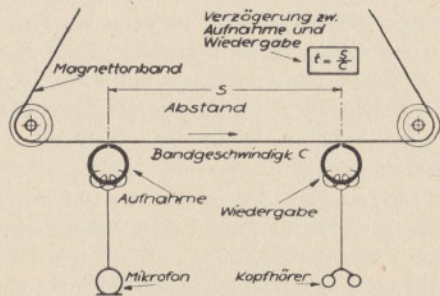 Verzögerung zw.
Aufnahme und
Wiedergabe
t = S/C
Magnettonband
S
Abstand
Bandgeschwindigk C
Aufnahme
Wiedergabe
Mikrofon
Kopfhörer